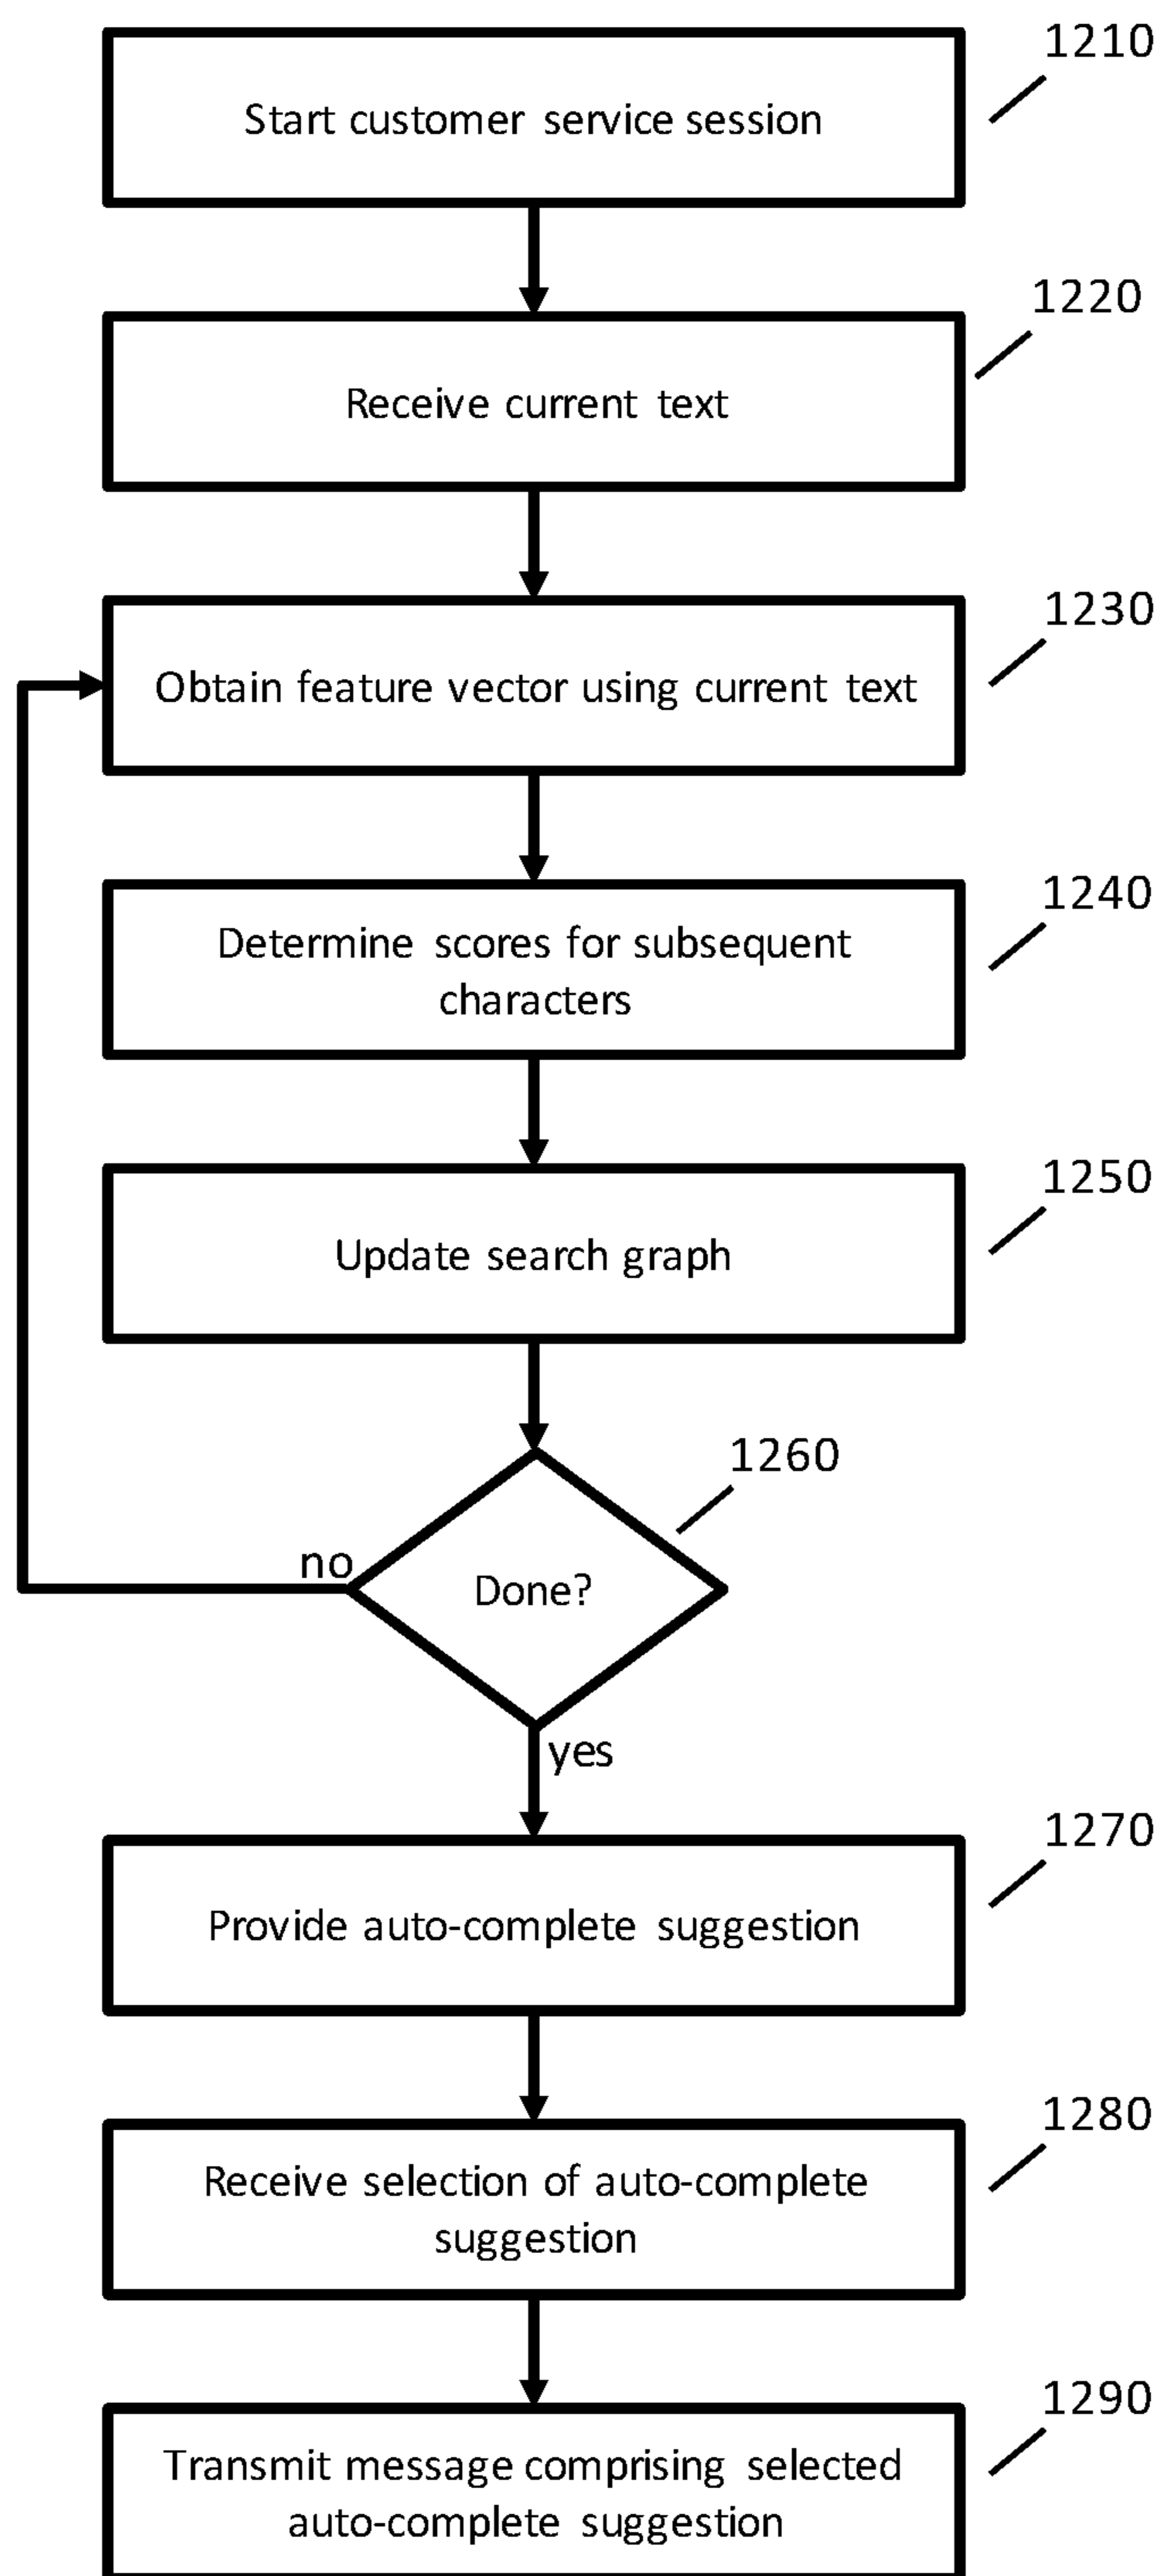 1210
Start customer service session
1220
Receive current text
1230
Obtain feature vector using current text
1240
Determine scores for subsequent
characters
1250
Update search graph
1260
Done?
no
yes
1270
Provide auto-complete suggestion
1280
Receive selection of auto-complete
suggestion
1290
Transmit message comprising selected
auto-complete suggestion